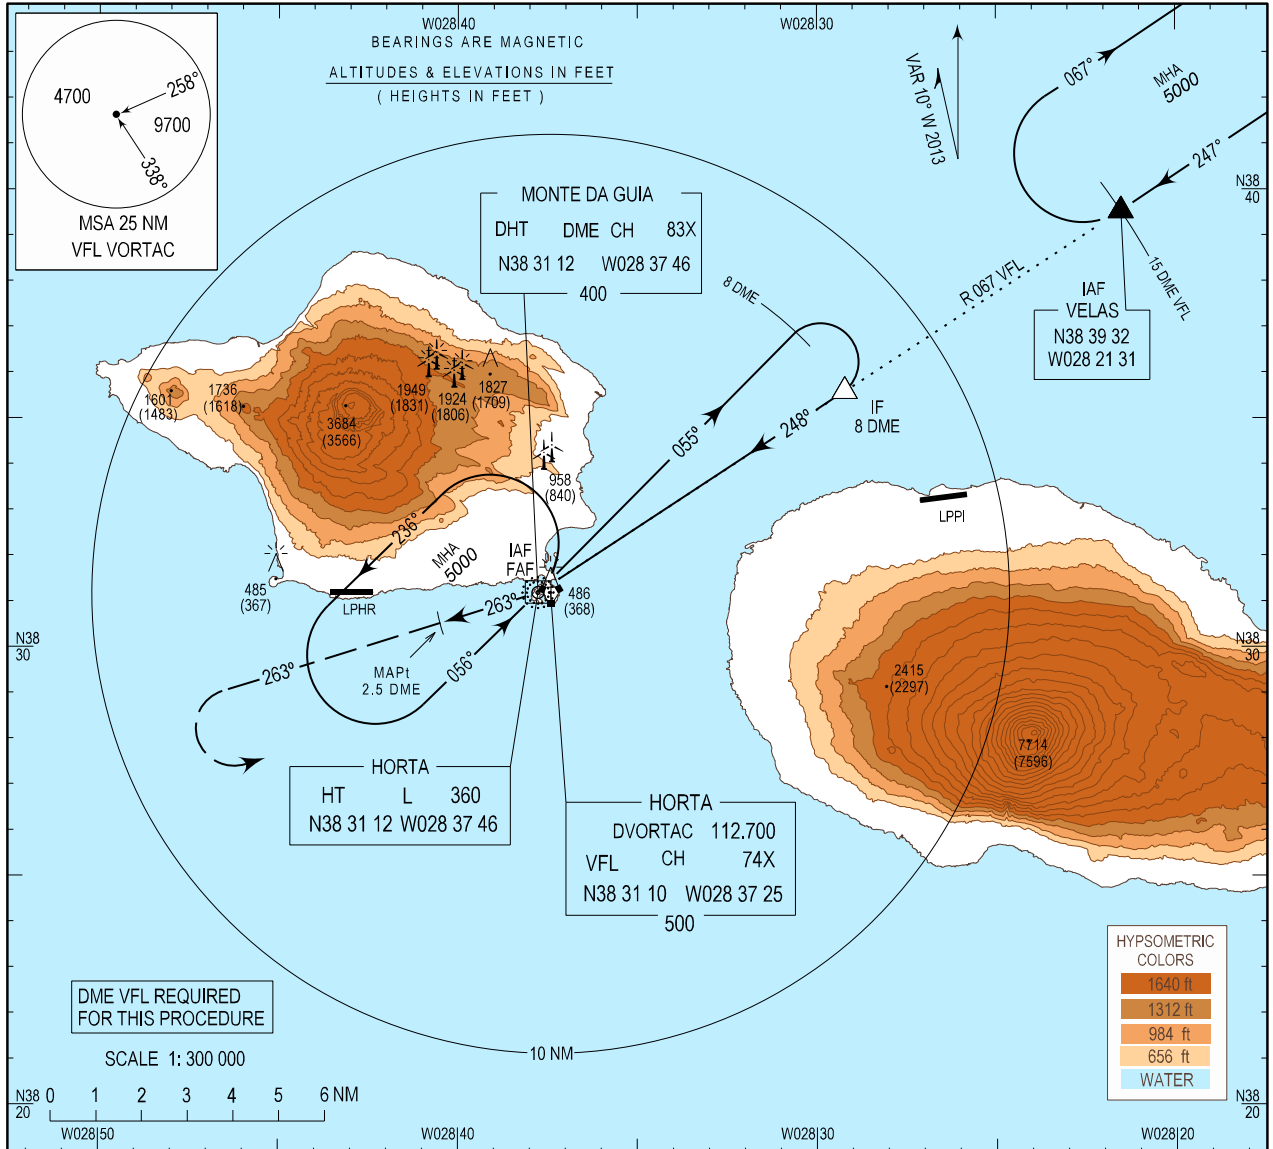 W028 40
W028 30
BEARINGS ARE MAGNETIC
ALTITUDES & ELEVATIONS IN FEET
( HEIGHTS IN FEET )
4700
258°
9700
338°
MSA 25 NM
VFL VORTAC
VAR 10° W 2013
067°
MHA
5000
247°
N38
40
MONTE DA GUIA
DHT DME CH 83X
N38 31 12 W028 37 46
400
8 DME
R 067 VFL
15 DME VFL
IAF
VELAS
N38 39 32
W028 21 31
1601
(1483)
1736
(1618)
3684
(3566)
1949
(1831)
1924
(1806)
1827
(1709)
958
(840)
055°
248°
IF
8 DME
236°
MHA
5000
IAF
FAF
LPPI
485
(367)
LPHR
263°
486
(368)
N38
30
N38
30
263°
MAPt
2.5 DME
056°
2415
(2297)
7714
(7596)
HORTA
HT L 360
N38 31 12 W028 37 46
HORTA
DVORTAC 112.700
VFL CH 74X
N38 31 10 W028 37 25
500
DME VFL REQUIRED
FOR THIS PROCEDURE
SCALE 1: 300 000
0 1 2 3 4 5 6 NM
10 NM
HYPSOMETRIC
COLORS
1640 ft
1312 ft
984 ft
656 ft
WATER
N38
20
N38
20
W028 50
W028 40
W028 30
W028 20